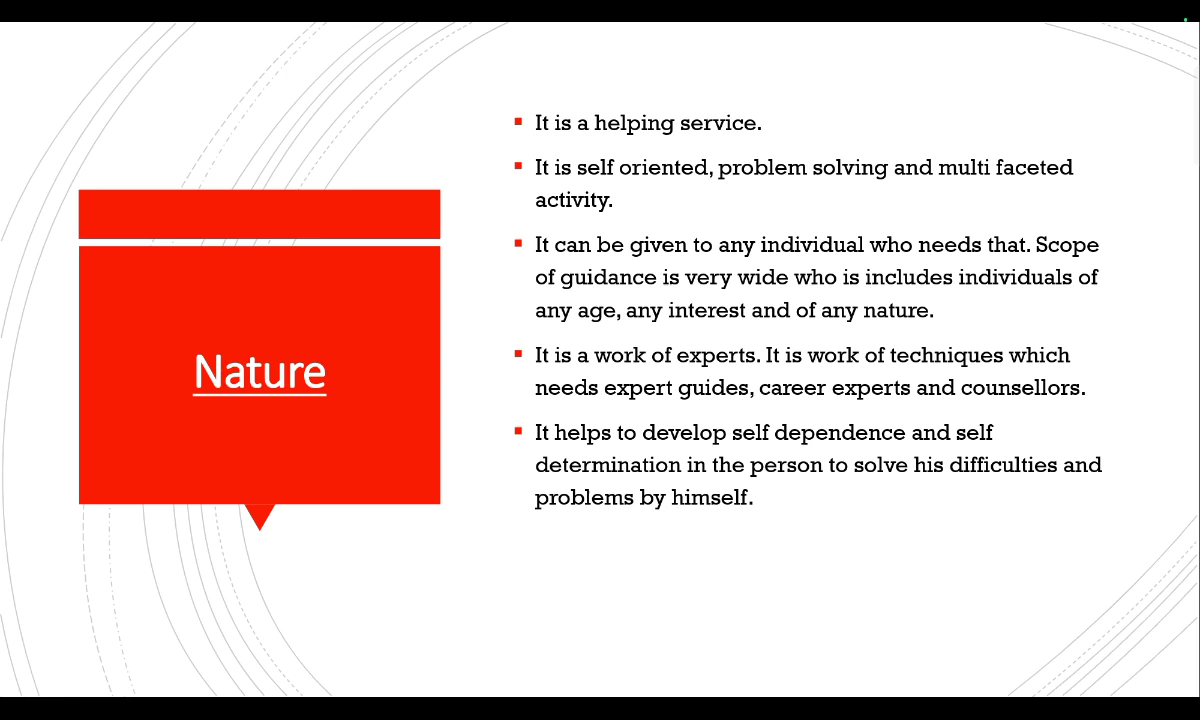 Nature
It is a helping service.
It is self oriented, problem solving and multi faceted
activity.
It can be given to any individual who needs that. Scope
of guidance is very wide who is includes individuals of
any age, any interest and of any nature.
It is a work of experts. It is work of techniques which
needs expert guides, career experts and counsellors.
It helps to develop self dependence and self
determination in the person to solve his difficulties and
problems by himself.